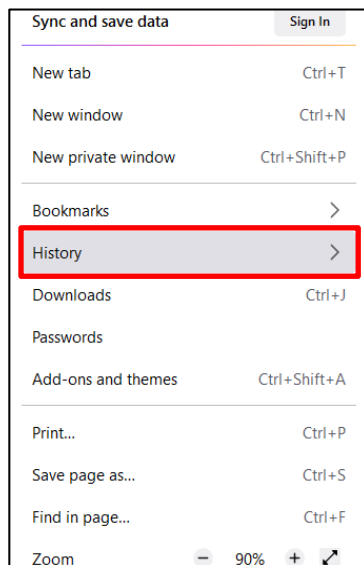 Sync and save data Sign In
New tab Ctrl+T
New window Ctrl+N
New private window Ctrl+Shift+P
Bookmarks
History
Downloads Ctrl+J
Passwords
Add-ons and themes Ctrl+Shift+A
Print... Ctrl+P
Save page as... Ctrl+S
Find in page... Ctrl+F
Zoom − 90% +